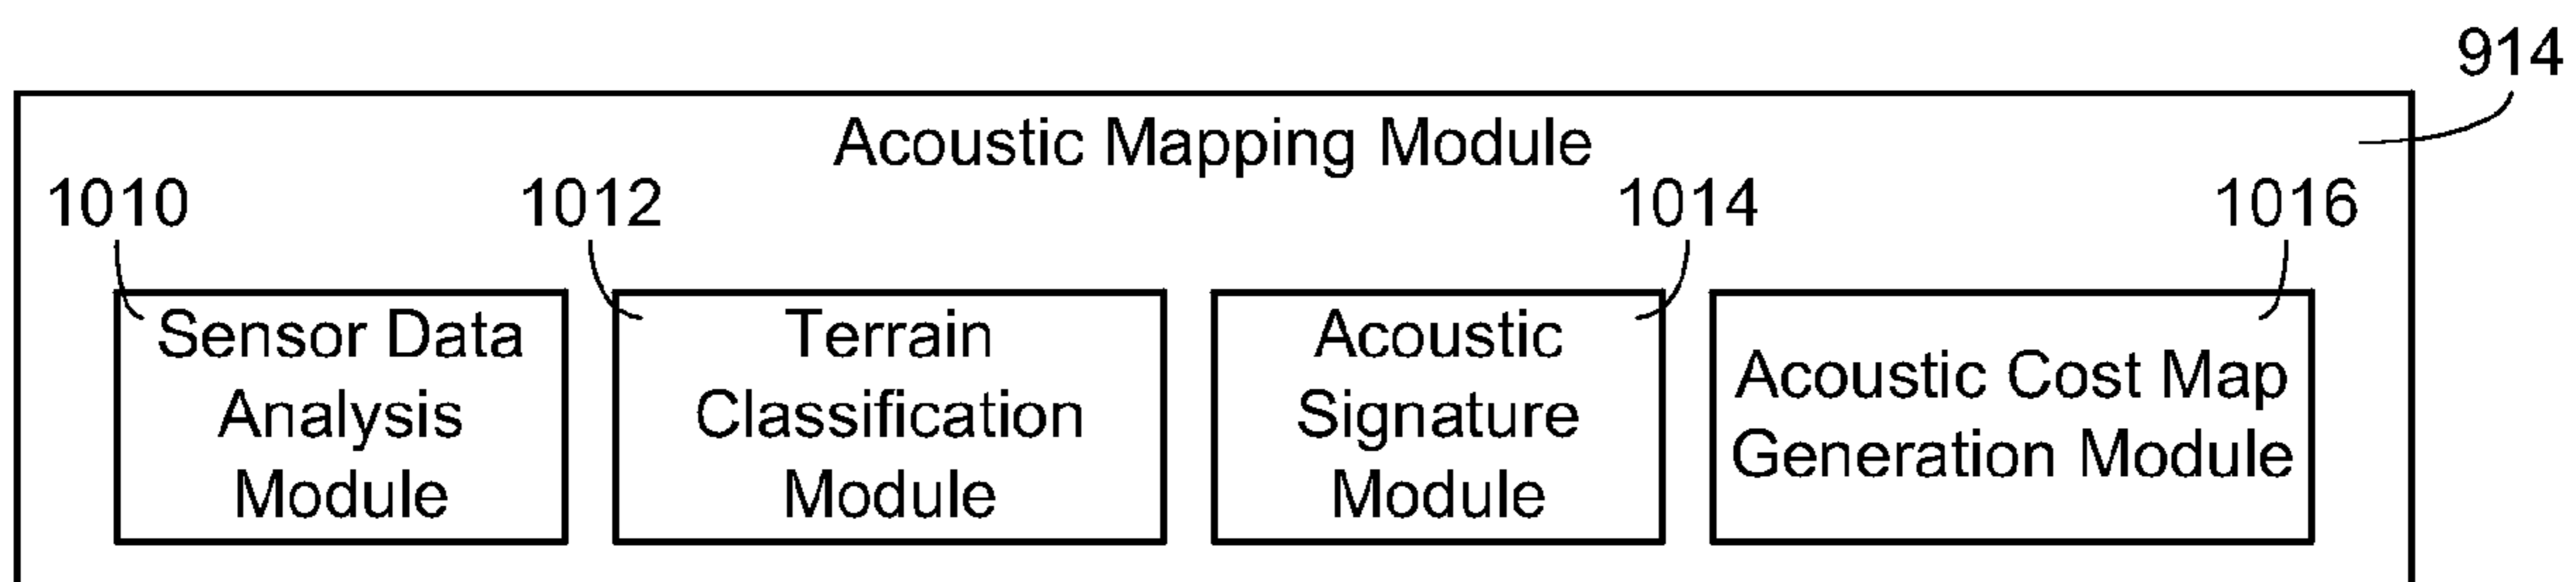 914
Acoustic Mapping Module
1010
1012
1014
1016
Sensor Data
Analysis
Module
Terrain
Classification
Module
Acoustic
Signature
Module
Acoustic Cost Map
Generation Module